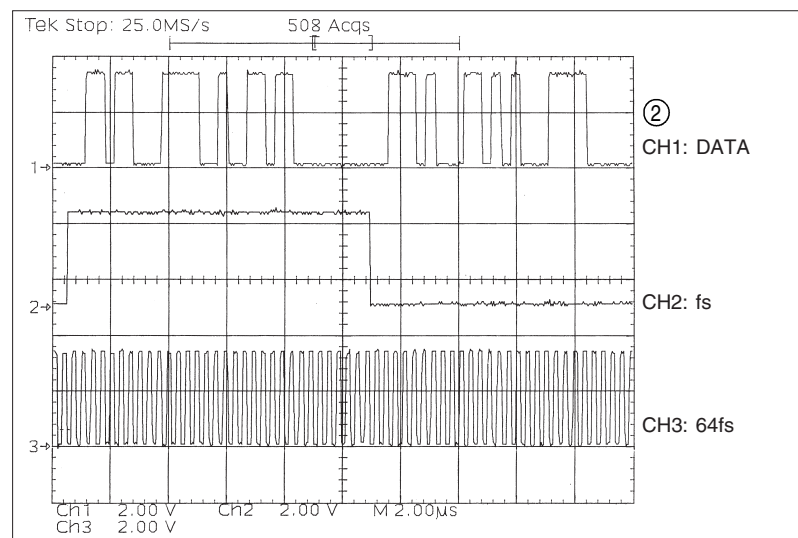 Tek Stop: 25.0MS/s 508 Acqs
②
CH1: DATA
1
CH2: fs
2
CH3: 64fs
3
Ch1 2.00 V Ch2 2.00 V M 2.00µs
Ch3 2.00 V